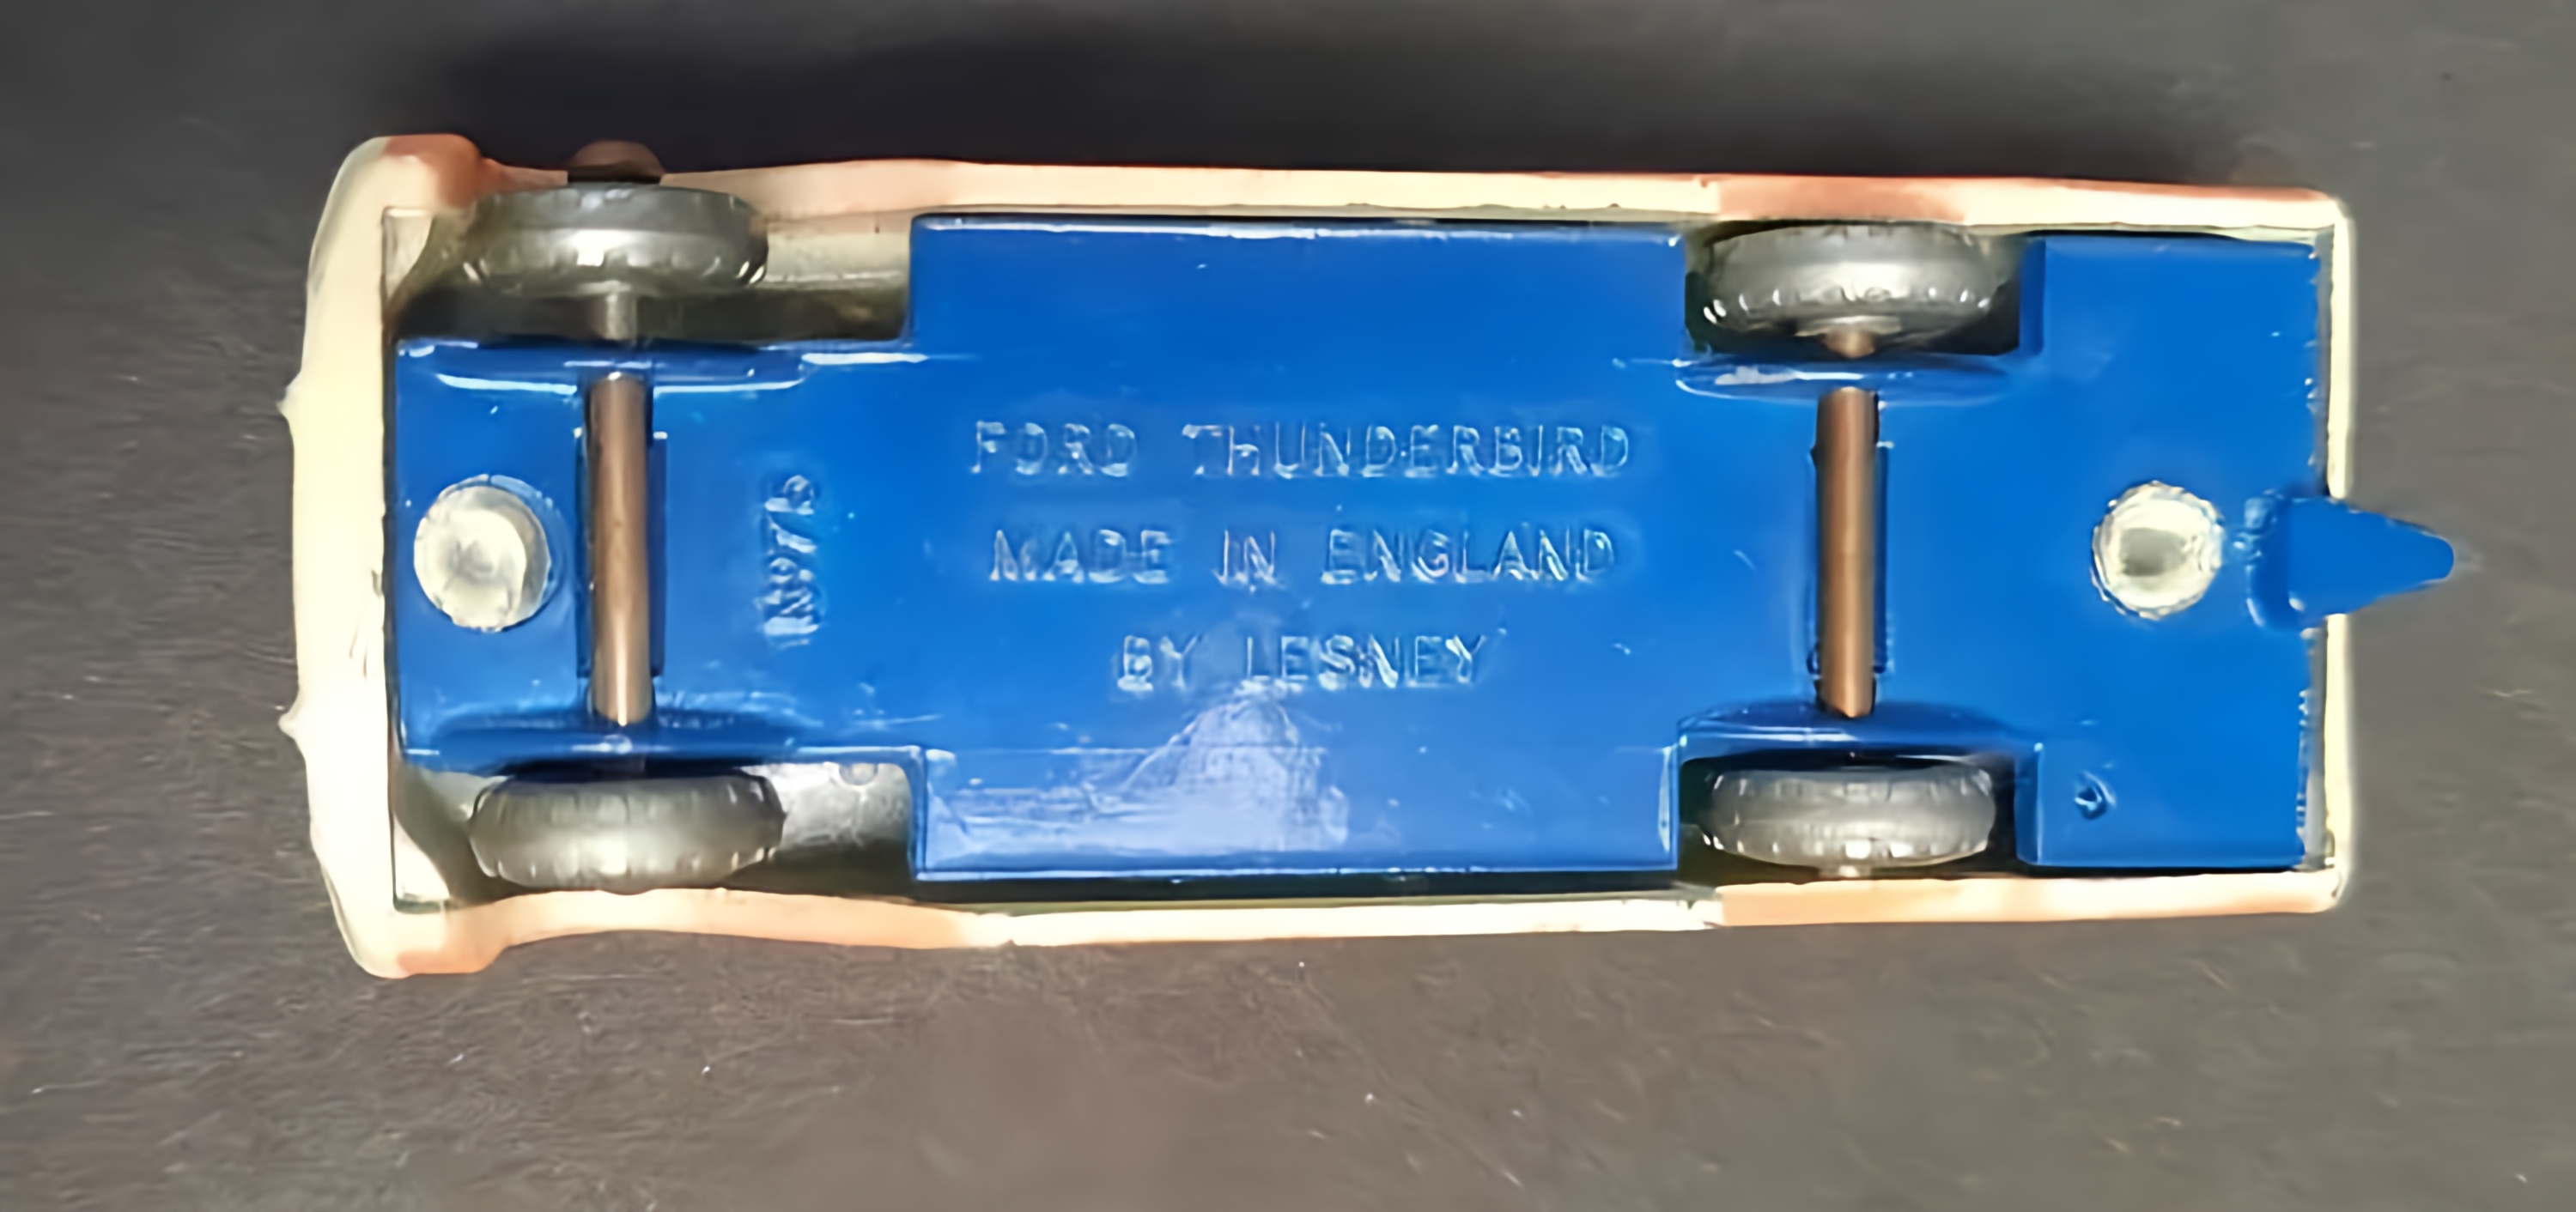 FORD THUNDERBIRD
MADE IN ENGLAND
BY LESNEY
Nº75